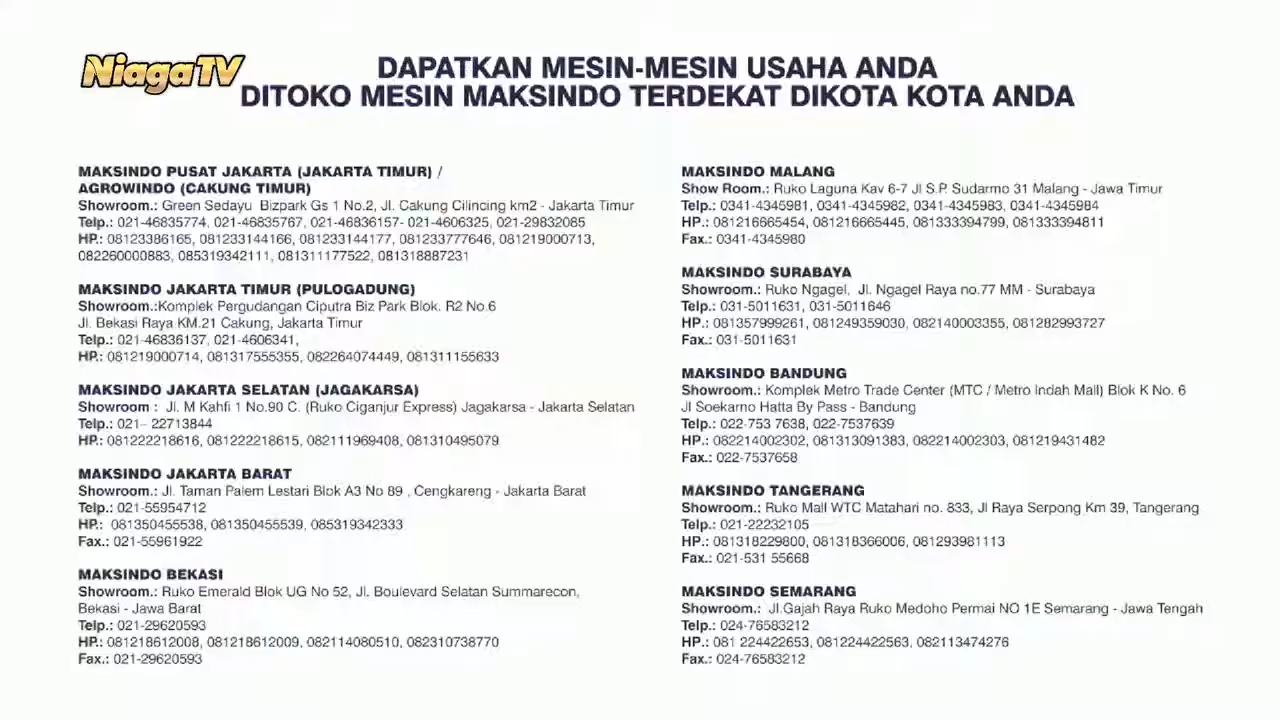 NiagaTV
DAPATKAN MESIN-MESIN USAHA ANDA
DITOKO MESIN MAKSINDO TERDEKAT DIKOTA KOTA ANDA
MAKSINDO PUSAT JAKARTA (JAKARTA TIMUR) /
AGROWINDO (CAKUNG TIMUR)
Showroom.: Green Sedayu Bizpark Gs 1 No.2, Jl. Cakung Cilincing km2 - Jakarta Timur
Telp.: 021-46835774, 021-46835767, 021-46836157- 021-4606325, 021-29832085
HP.: 08123386165, 081233144166, 081233144177, 081233777646, 081219000713,
082260000883, 085319342111, 081311177522, 081318887231
MAKSINDO JAKARTA TIMUR (PULOGADUNG)
Showroom.:Komplek Pergudangan Ciputra Biz Park Blok. R2 No.6
Jl. Bekasi Raya KM.21 Cakung, Jakarta Timur
Telp.: 021-46836137, 021-4606341,
HP.: 081219000714, 081317555355, 082264074449, 081311155633
MAKSINDO JAKARTA SELATAN (JAGAKARSA)
Showroom : Jl. M Kahfi 1 No.90 C. (Ruko Ciganjur Express) Jagakarsa - Jakarta Selatan
Telp.: 021– 22713844
HP.: 081222218616, 081222218615, 082111969408, 081310495079
MAKSINDO JAKARTA BARAT
Showroom.: Jl. Taman Palem Lestari Blok A3 No 89 , Cengkareng - Jakarta Barat
Telp.: 021-55954712
HP.: 081350455538, 081350455539, 085319342333
Fax.: 021-55961922
MAKSINDO BEKASI
Showroom.: Ruko Emerald Blok UG No 52, Jl. Boulevard Selatan Summarecon,
Bekasi - Jawa Barat
Telp.: 021-29620593
HP.: 081218612008, 081218612009, 082114080510, 082310738770
Fax.: 021-29620593
MAKSINDO MALANG
Show Room.: Ruko Laguna Kav 6-7 Jl S.P. Sudarmo 31 Malang - Jawa Timur
Telp.: 0341-4345981, 0341-4345982, 0341-4345983, 0341-4345984
HP.: 081216665454, 081216665445, 081333394799, 081333394811
Fax.: 0341-4345980
MAKSINDO SURABAYA
Showroom.: Ruko Ngagel, Jl. Ngagel Raya no.77 MM - Surabaya
Telp.: 031-5011631, 031-5011646
HP.: 081357999261, 081249359030, 082140003355, 081282993727
Fax.: 031-5011631
MAKSINDO BANDUNG
Showroom.: Komplek Metro Trade Center (MTC / Metro Indah Mall) Blok K No. 6
Jl Soekarno Hatta By Pass - Bandung
Telp.: 022-753 7638, 022-7537639
HP.: 082214002302, 081313091383, 082214002303, 081219431482
Fax.: 022-7537658
MAKSINDO TANGERANG
Showroom.: Ruko Mall WTC Matahari no. 833, Jl Raya Serpong Km 39, Tangerang
Telp.: 021-22232105
HP.: 081318229800, 081318366006, 081293981113
Fax.: 021-531 55668
MAKSINDO SEMARANG
Showroom.: Jl.Gajah Raya Ruko Medoho Permai NO 1E Semarang - Jawa Tengah
Telp.: 024-76583212
HP.: 081 224422653, 081224422563, 082113474276
Fax.: 024-76583212